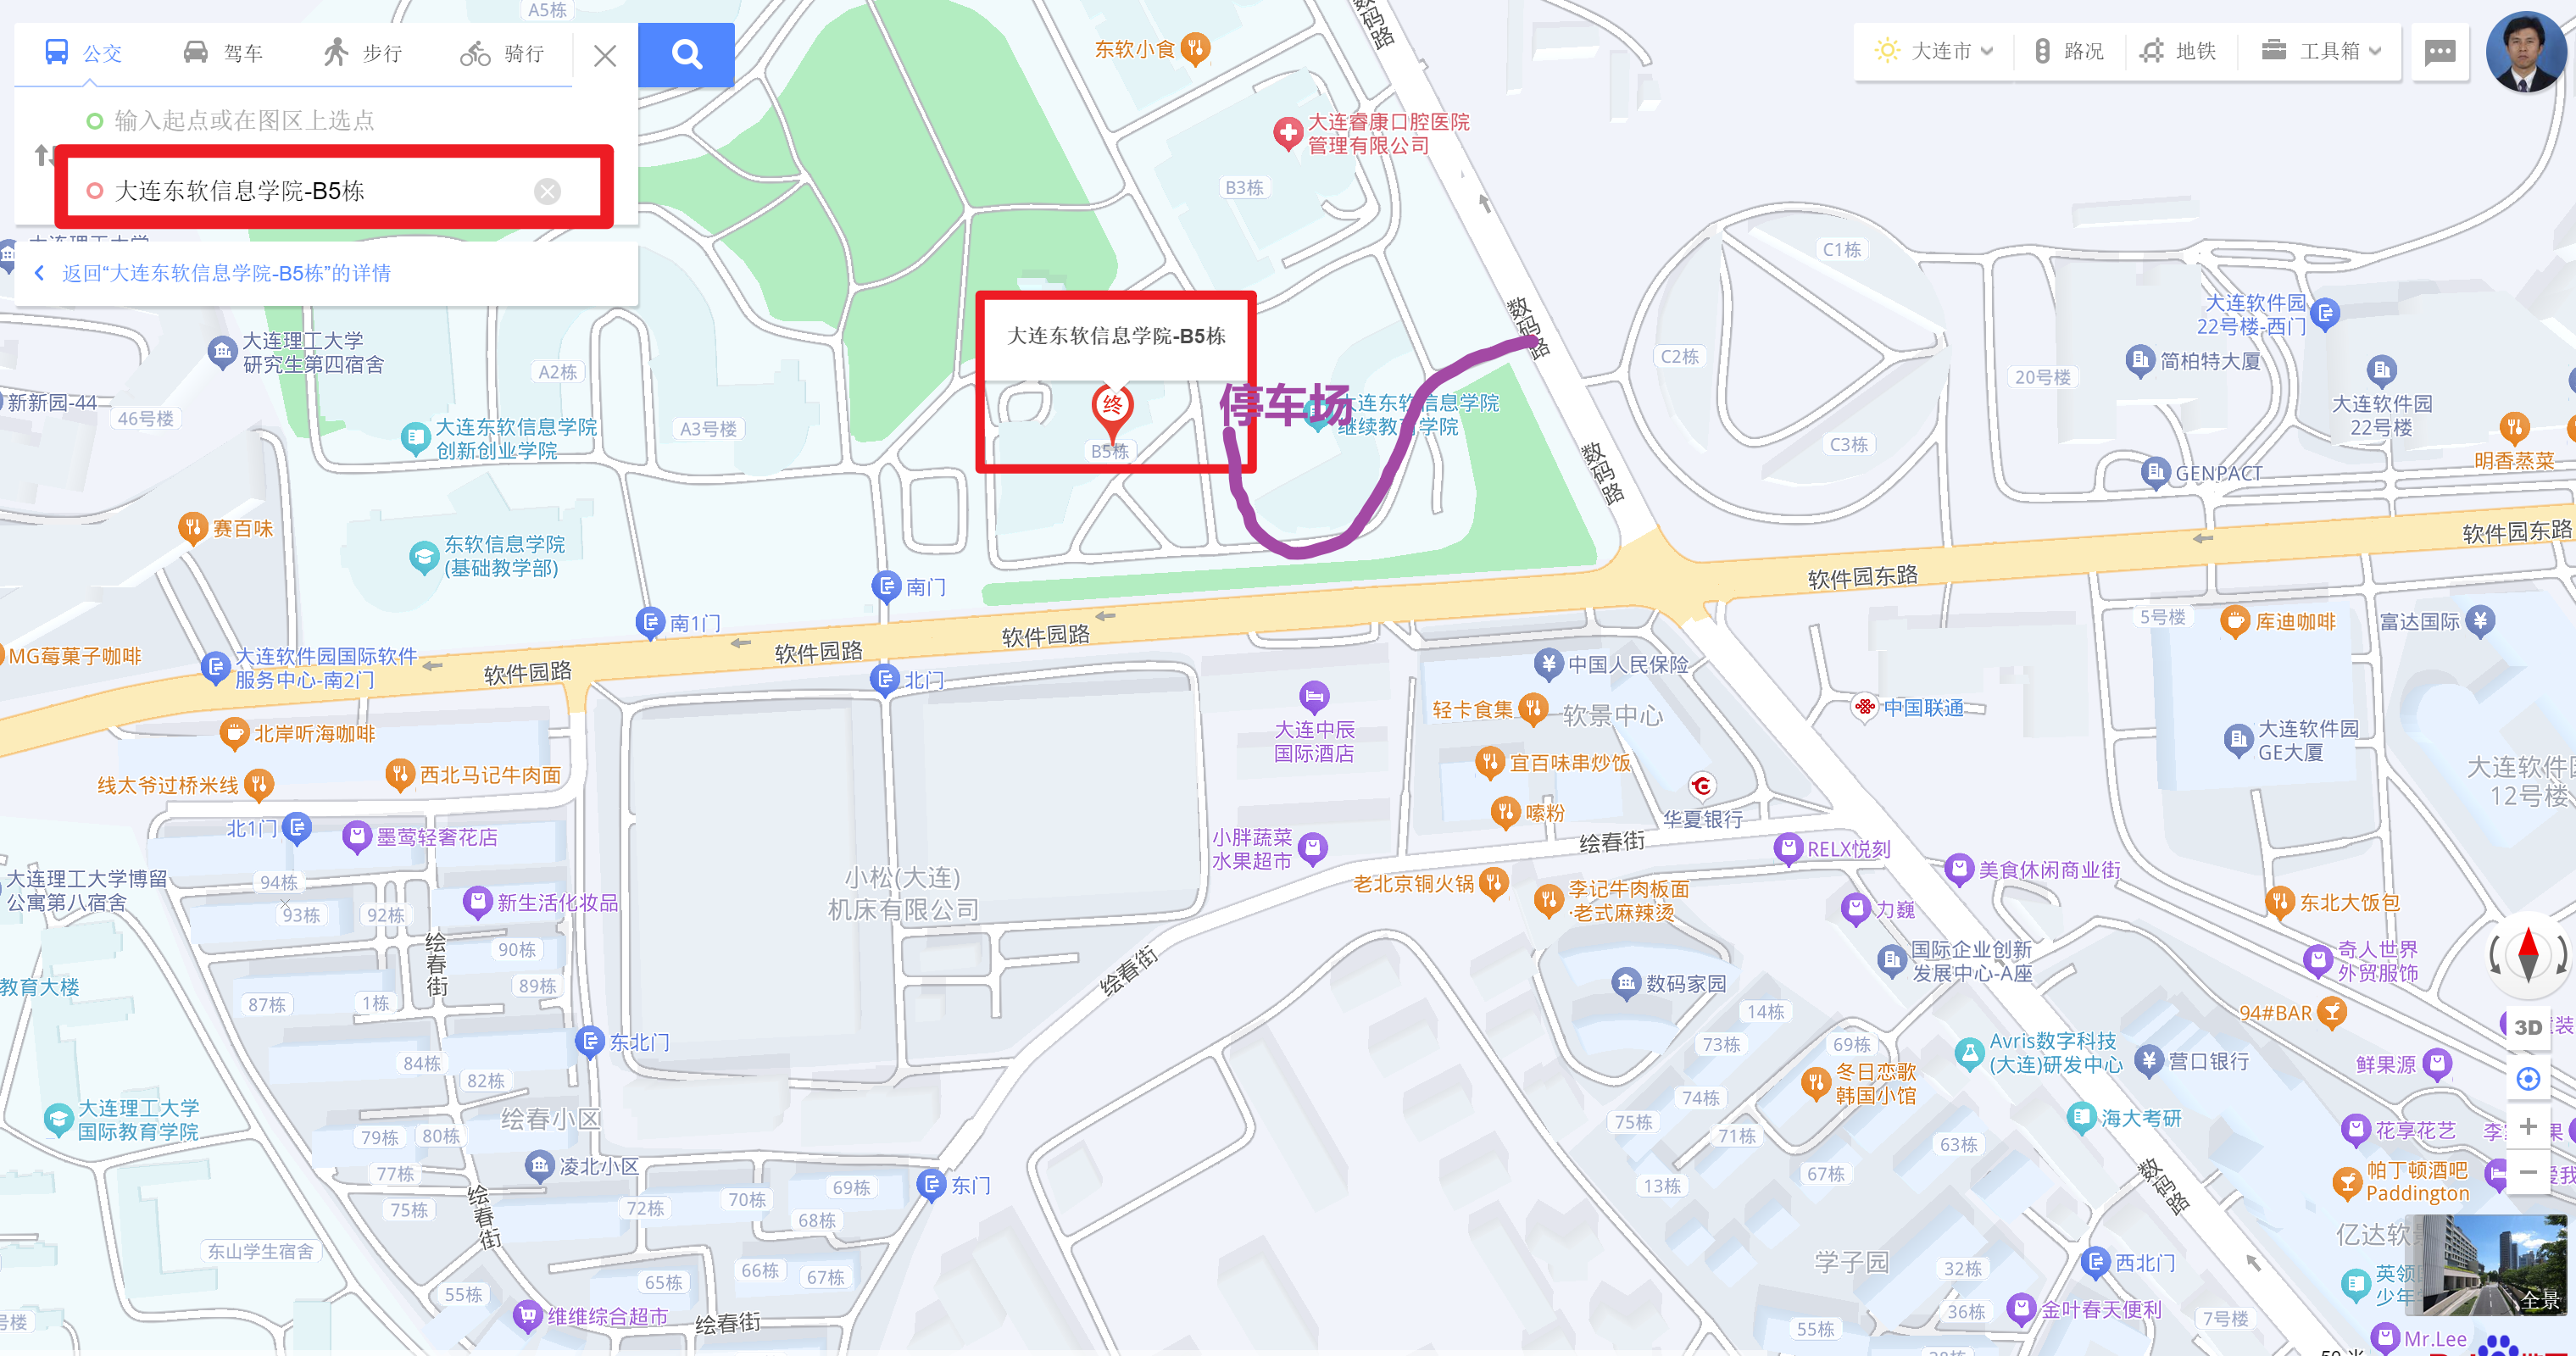 A5栋
公交
驾车
步行
骑行
输入起点或在图区上选点
大连东软信息学院-B5栋
返回“大连东软信息学院-B5栋”的详情
大连市
路况
地铁
工具箱
数码路
东软小食
大连睿康口腔医院
管理有限公司
B3栋
C1栋
大连理工大学
研究生第四宿舍
新新园-44
46号楼
A2栋
A3号楼
大连东软信息学院
创新创业学院
大连东软信息学院-B5栋
终
B5栋
停车场
大连东软信息学院
继续教育学院
数码路
数码路
C2栋
C3栋
20号楼
大连软件园
22号楼-西门
简柏特大厦
大连软件园
22号楼
明香蒸菜
GENPACT
赛百味
东软信息学院
(基础教学部)
南门
南1门
软件园东路
软件园东路
软件园路
软件园路
软件园路
MG莓菓子咖啡
大连软件园国际软件
服务中心-南2门
北门
5号楼
库迪咖啡
富达国际
中国人民保险
轻卡食集
软景中心
中国联通
大连软件园
GE大厦
大连中辰
国际酒店
北岸听海咖啡
线太爷过桥米线
西北马记牛肉面
宜百味串炒饭
嗦粉
华夏银行
12号楼
北1门
墨莺轻奢花店
小胖蔬菜
水果超市
绘春街
RELX悦刻
美食休闲商业街
大连理工大学博留
公寓第八宿舍
94栋
93栋
92栋
新生活化妆品
小松(大连)
机床有限公司
老北京铜火锅
李记牛肉板面
·老式麻辣烫
力巍
东北大饭包
90栋
89栋
绘春街
绘春街
国际企业创新
发展中心-A座
奇人世界
外贸服饰
教育大楼
87栋
1栋
数码家园
14栋
94#BAR
3D
东北门
84栋
82栋
73栋
69栋
Avris数字科技
(大连)研发中心
营口银行
鲜果源
冬日恋歌
韩国小馆
74栋
75栋
71栋
海大考研
花享花艺
大连理工大学
国际教育学院
绘春小区
79栋
80栋
77栋
75栋
凌北小区
东门
69栋
70栋
72栋
68栋
63栋
67栋
13栋
帕丁顿酒吧
Paddington
数码路
绘春街
东山学生宿舍
66栋
67栋
65栋
55栋
学子园
32栋
36栋
55栋
西北门
金叶春天便利
7号楼
全景
维维综合超市
绘春街
Mr.Lee